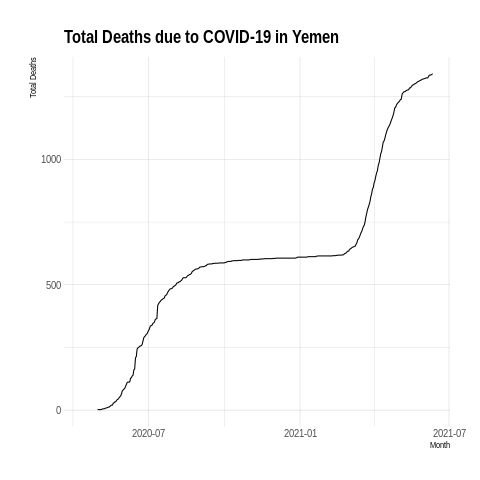 Total Deaths due to COVID-19 in Yemen
Total Deaths
1000
500
0
2020-07
2021-01
2021-07
Month